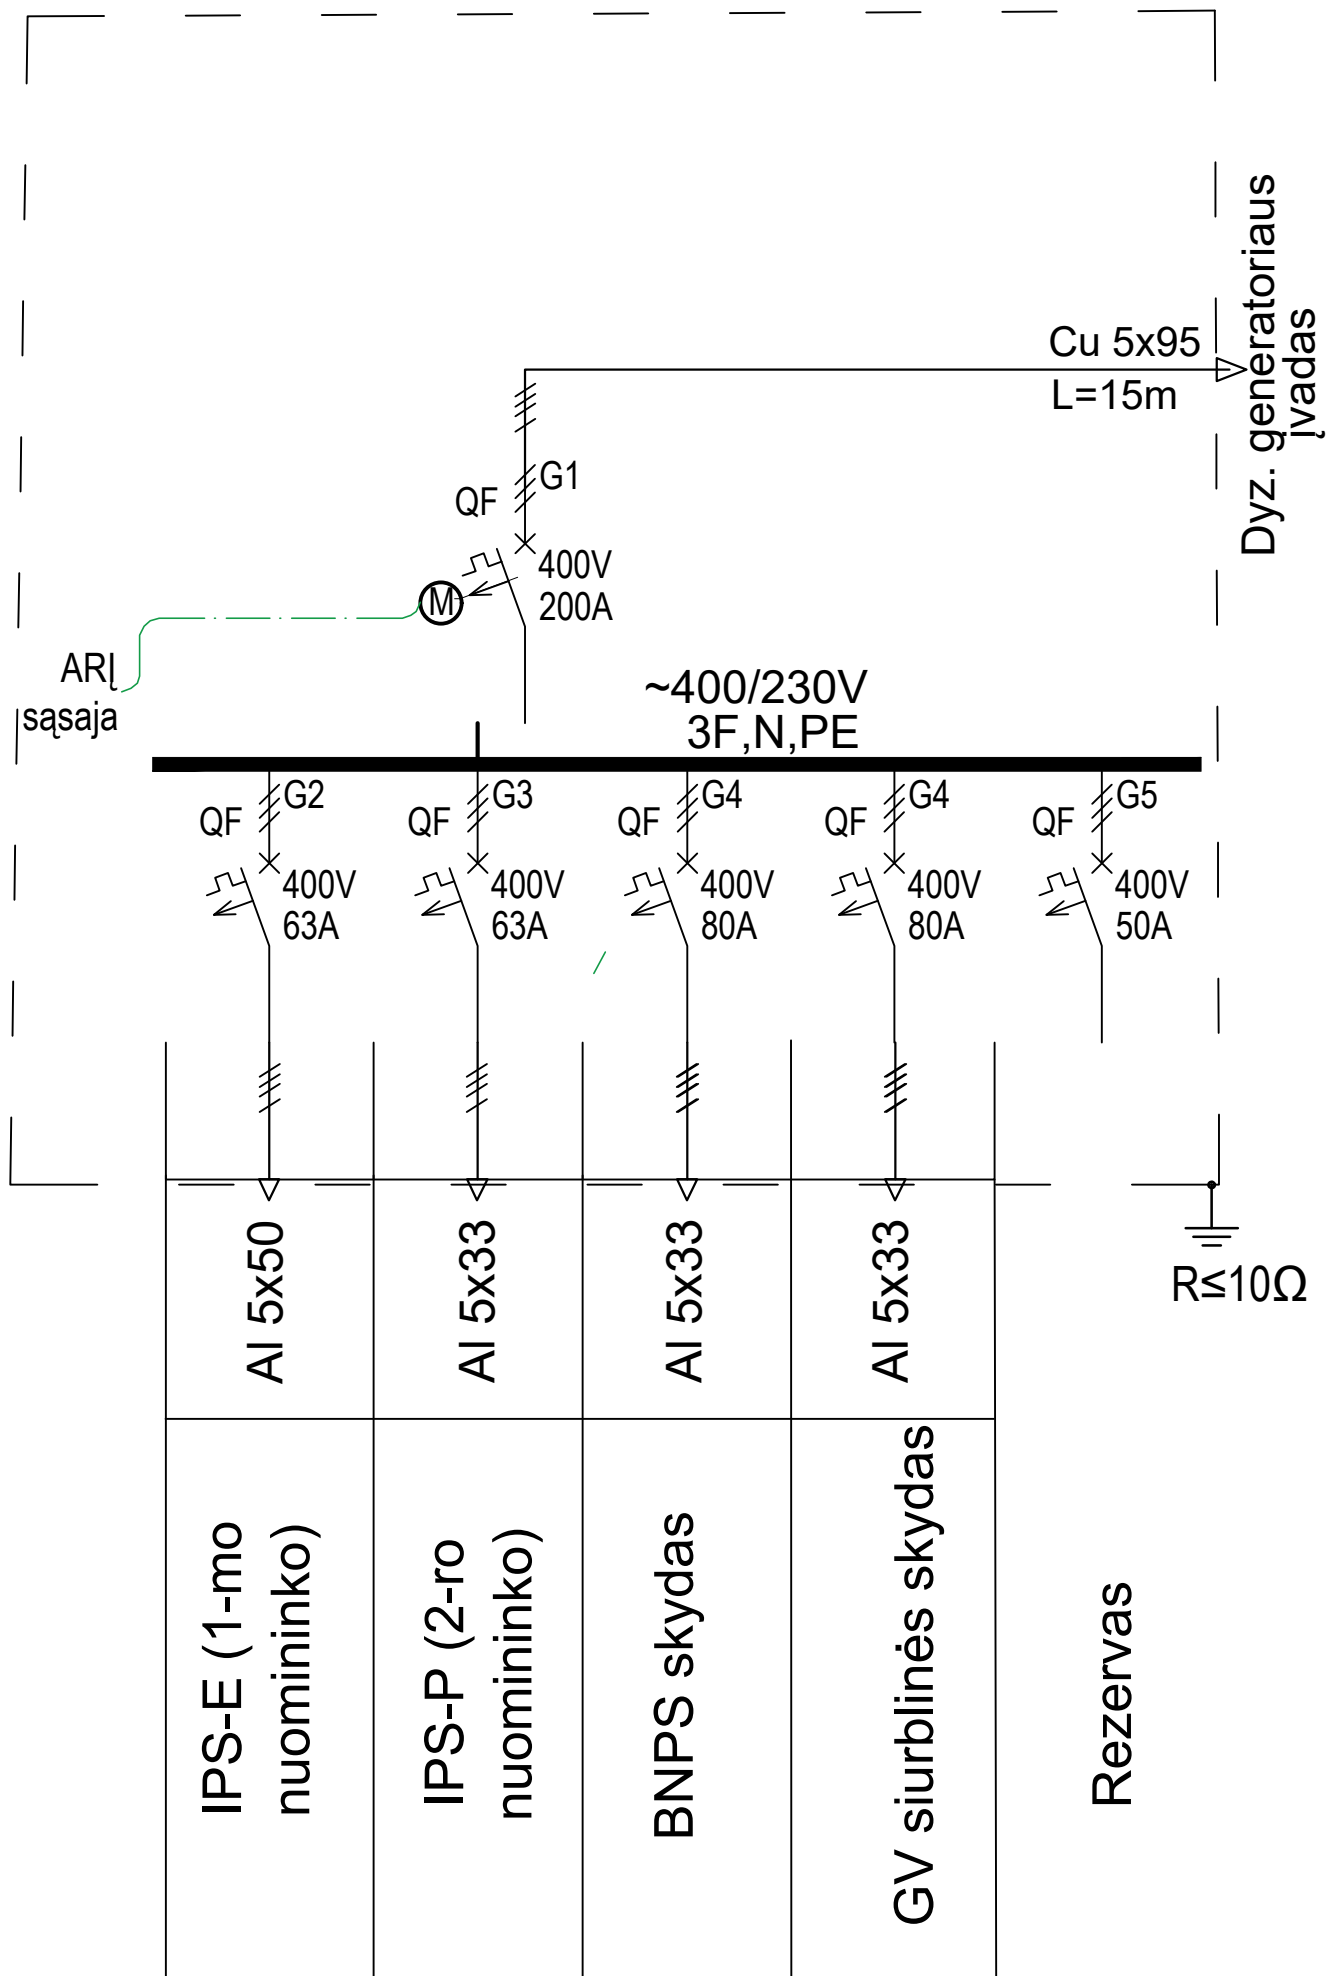 Dyz. generatoriaus
įvadas
Cu 5x95
L=15m
G1
QF
400V
200A
M
ARĮ
sąsaja
~400/230V
3F,N,PE
G2
QF
400V
63A
G3
QF
400V
63A
G4
QF
400V
80A
G4
QF
400V
80A
G5
QF
400V
50A
Al 5x50
Al 5x33
Al 5x33
Al 5x33
R≤10Ω
IPS-E (1-mo
nuomininko)
IPS-P (2-ro
nuomininko)
BNPS skydas
GV siurblinės skydas
Rezervas